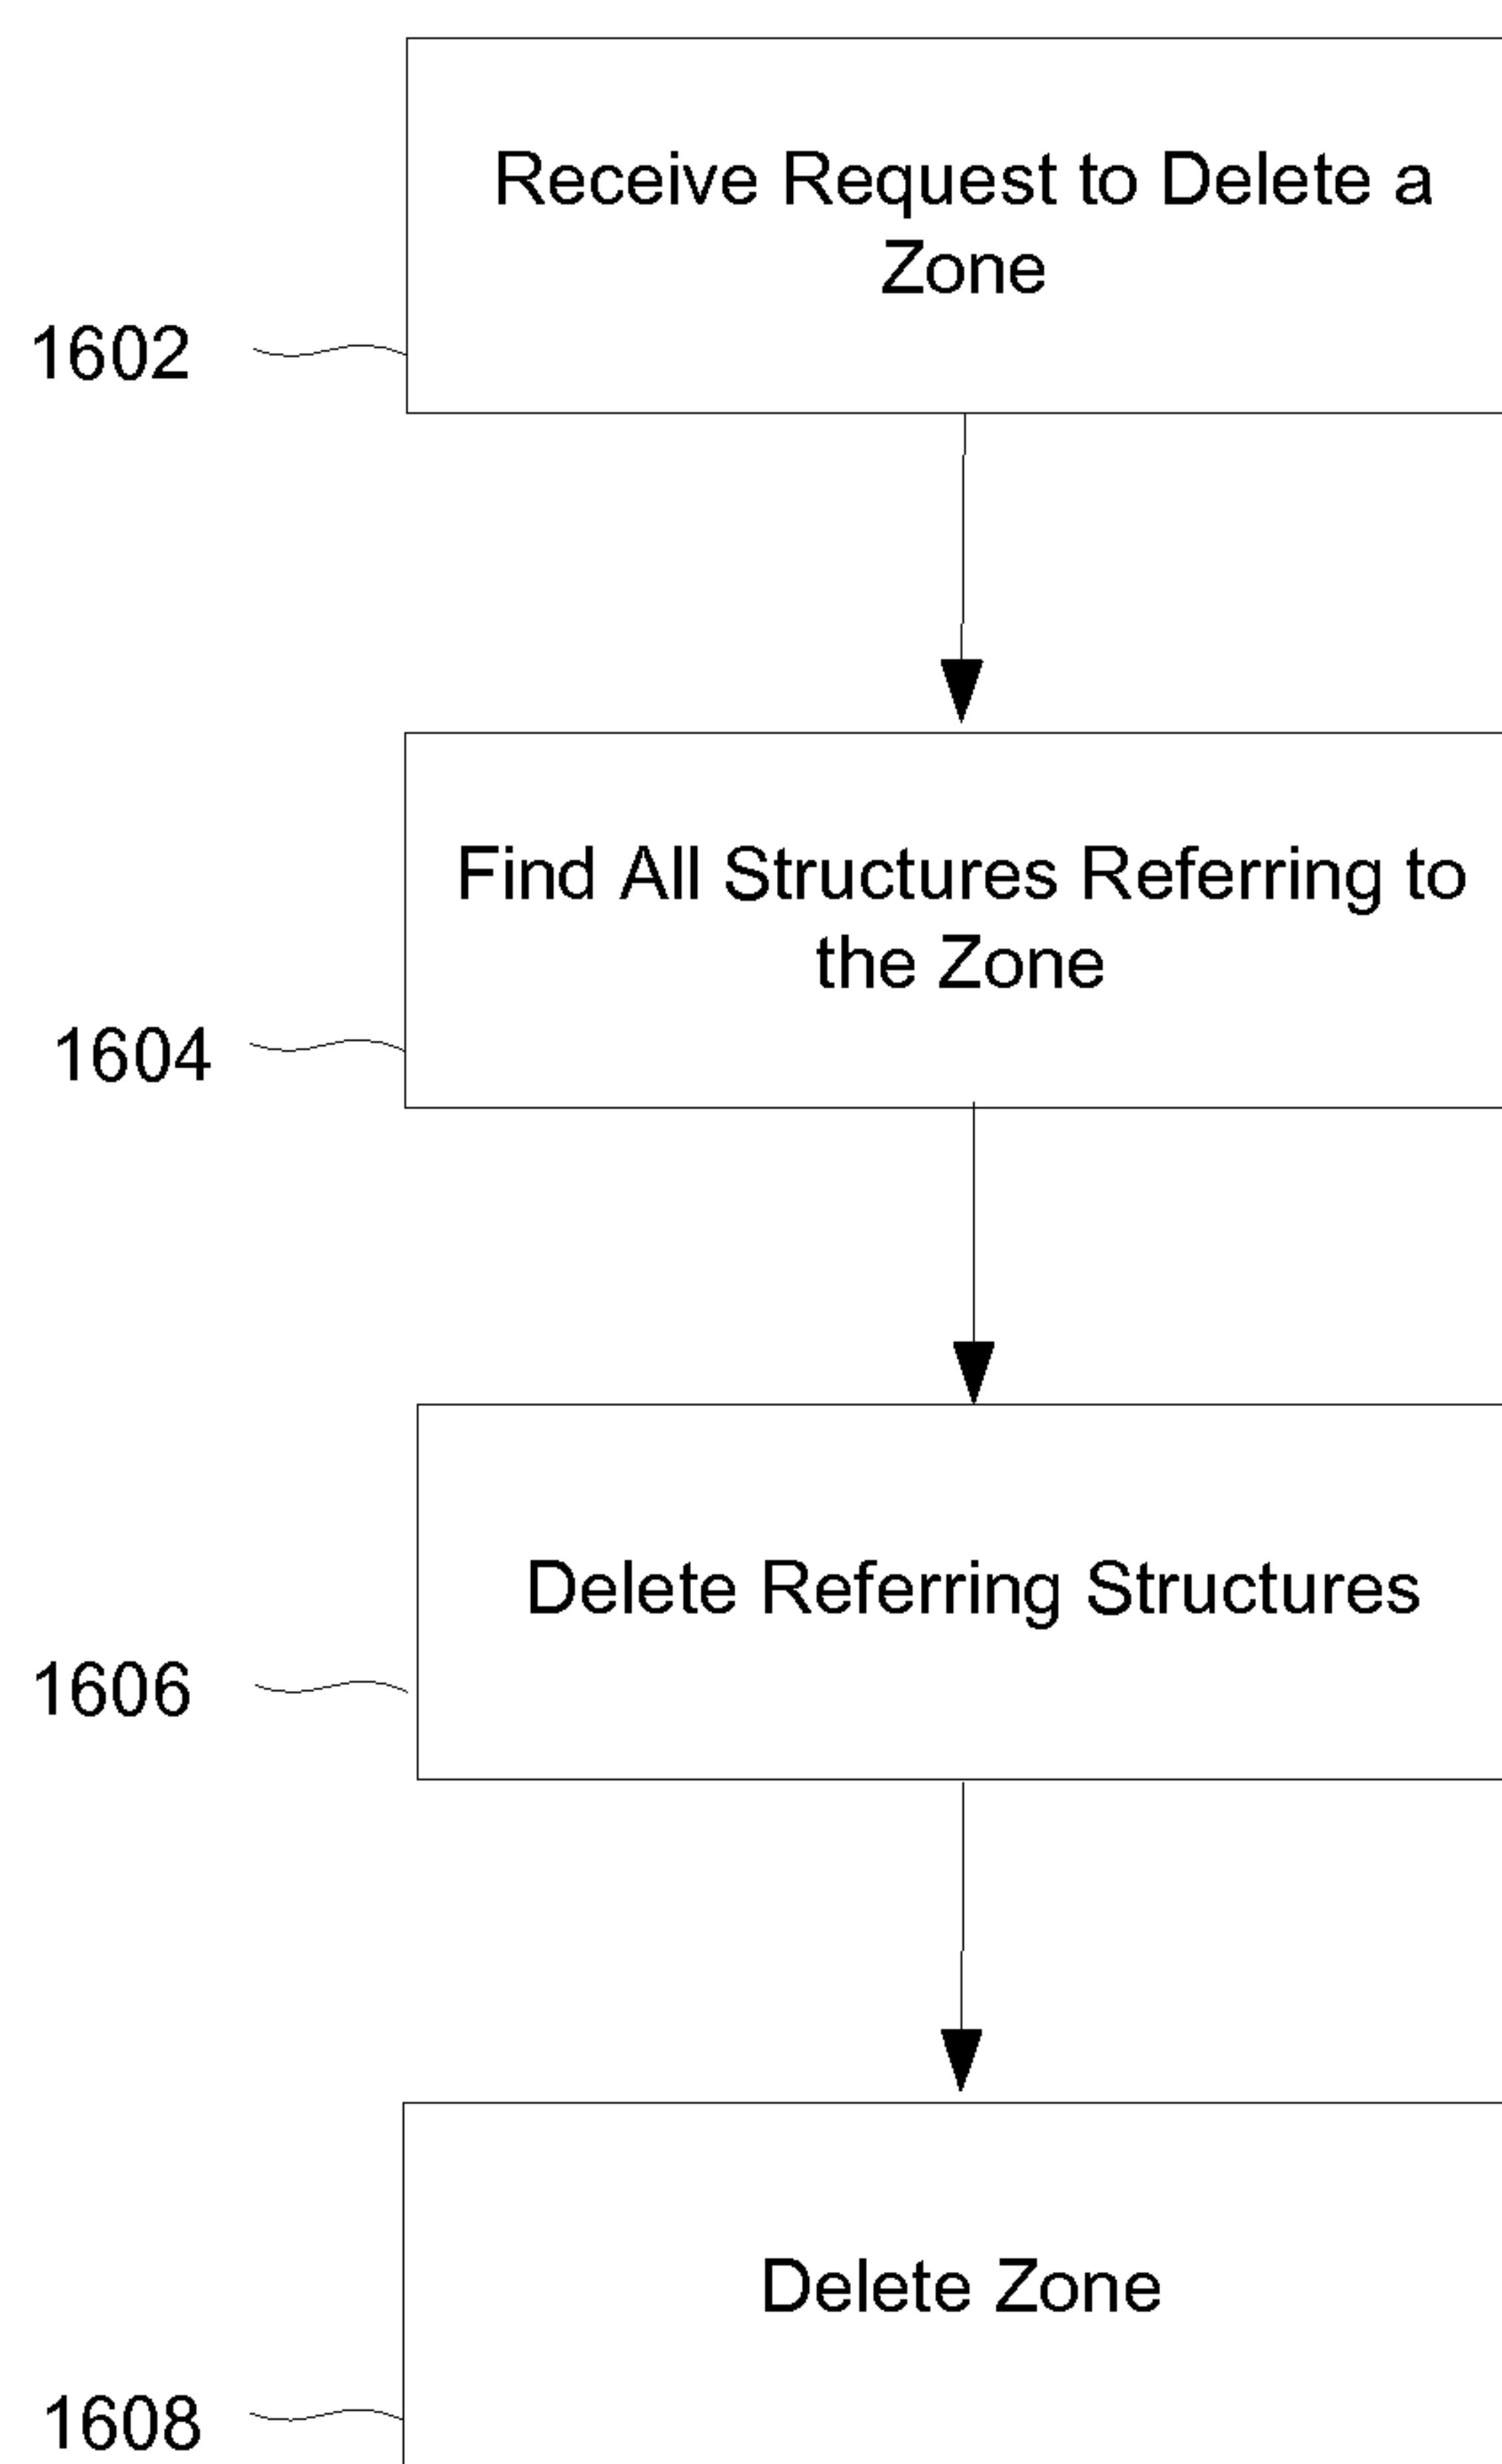 Receive Request to Delete a
Zone
1602
Find All Structures Referring to
the Zone
1604
Delete Referring Structures
1606
Delete Zone
1608